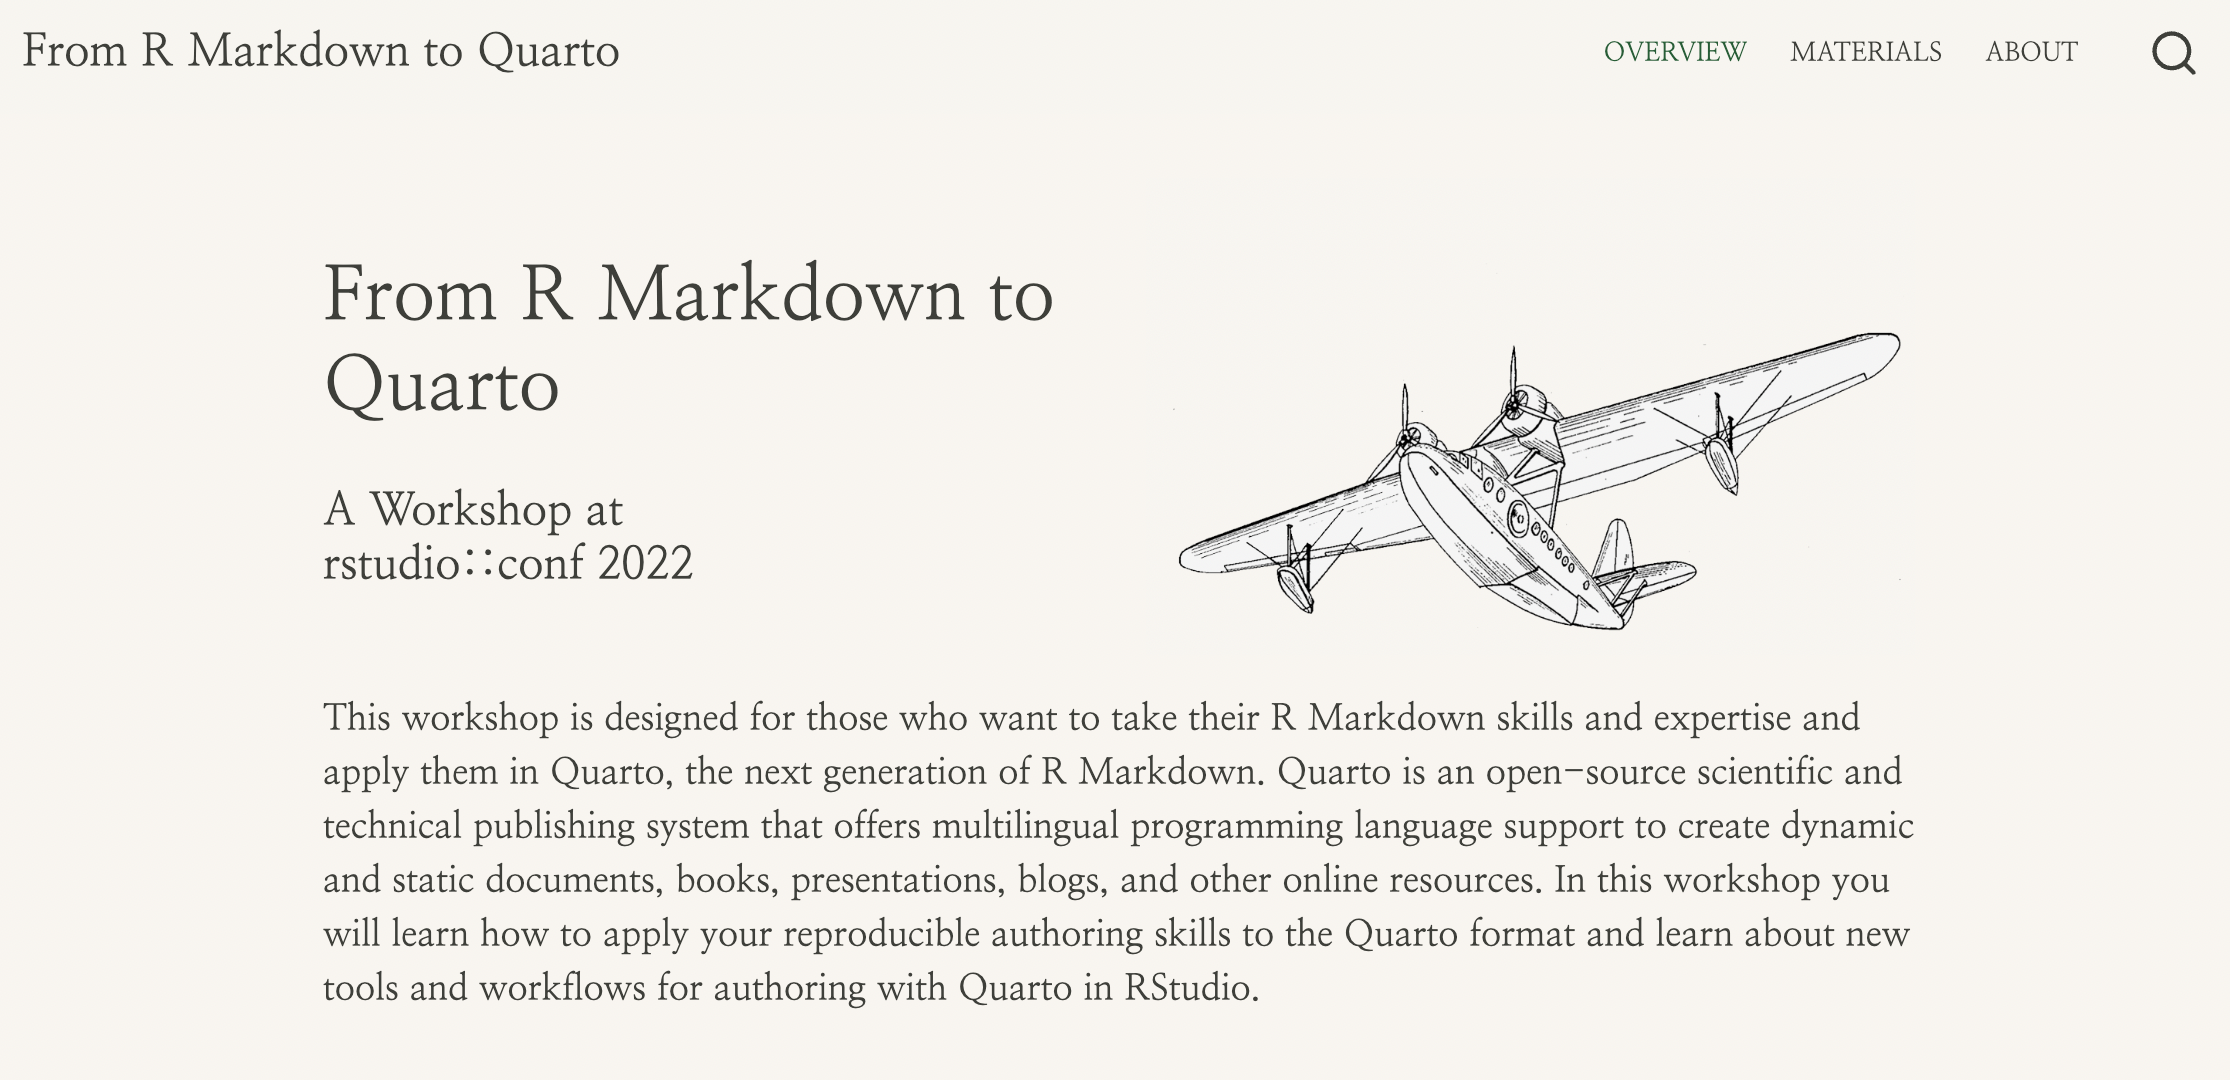 From R Markdown to Quarto
OVERVIEW MATERIALS ABOUT
From R Markdown to
Quarto
A Workshop at
rstudio::conf 2022
This workshop is designed for those who want to take their R Markdown skills and expertise and
apply them in Quarto, the next generation of R Markdown. Quarto is an open-source scientific and
technical publishing system that offers multilingual programming language support to create dynamic
and static documents, books, presentations, blogs, and other online resources. In this workshop you
will learn how to apply your reproducible authoring skills to the Quarto format and learn about new
tools and workflows for authoring with Quarto in RStudio.